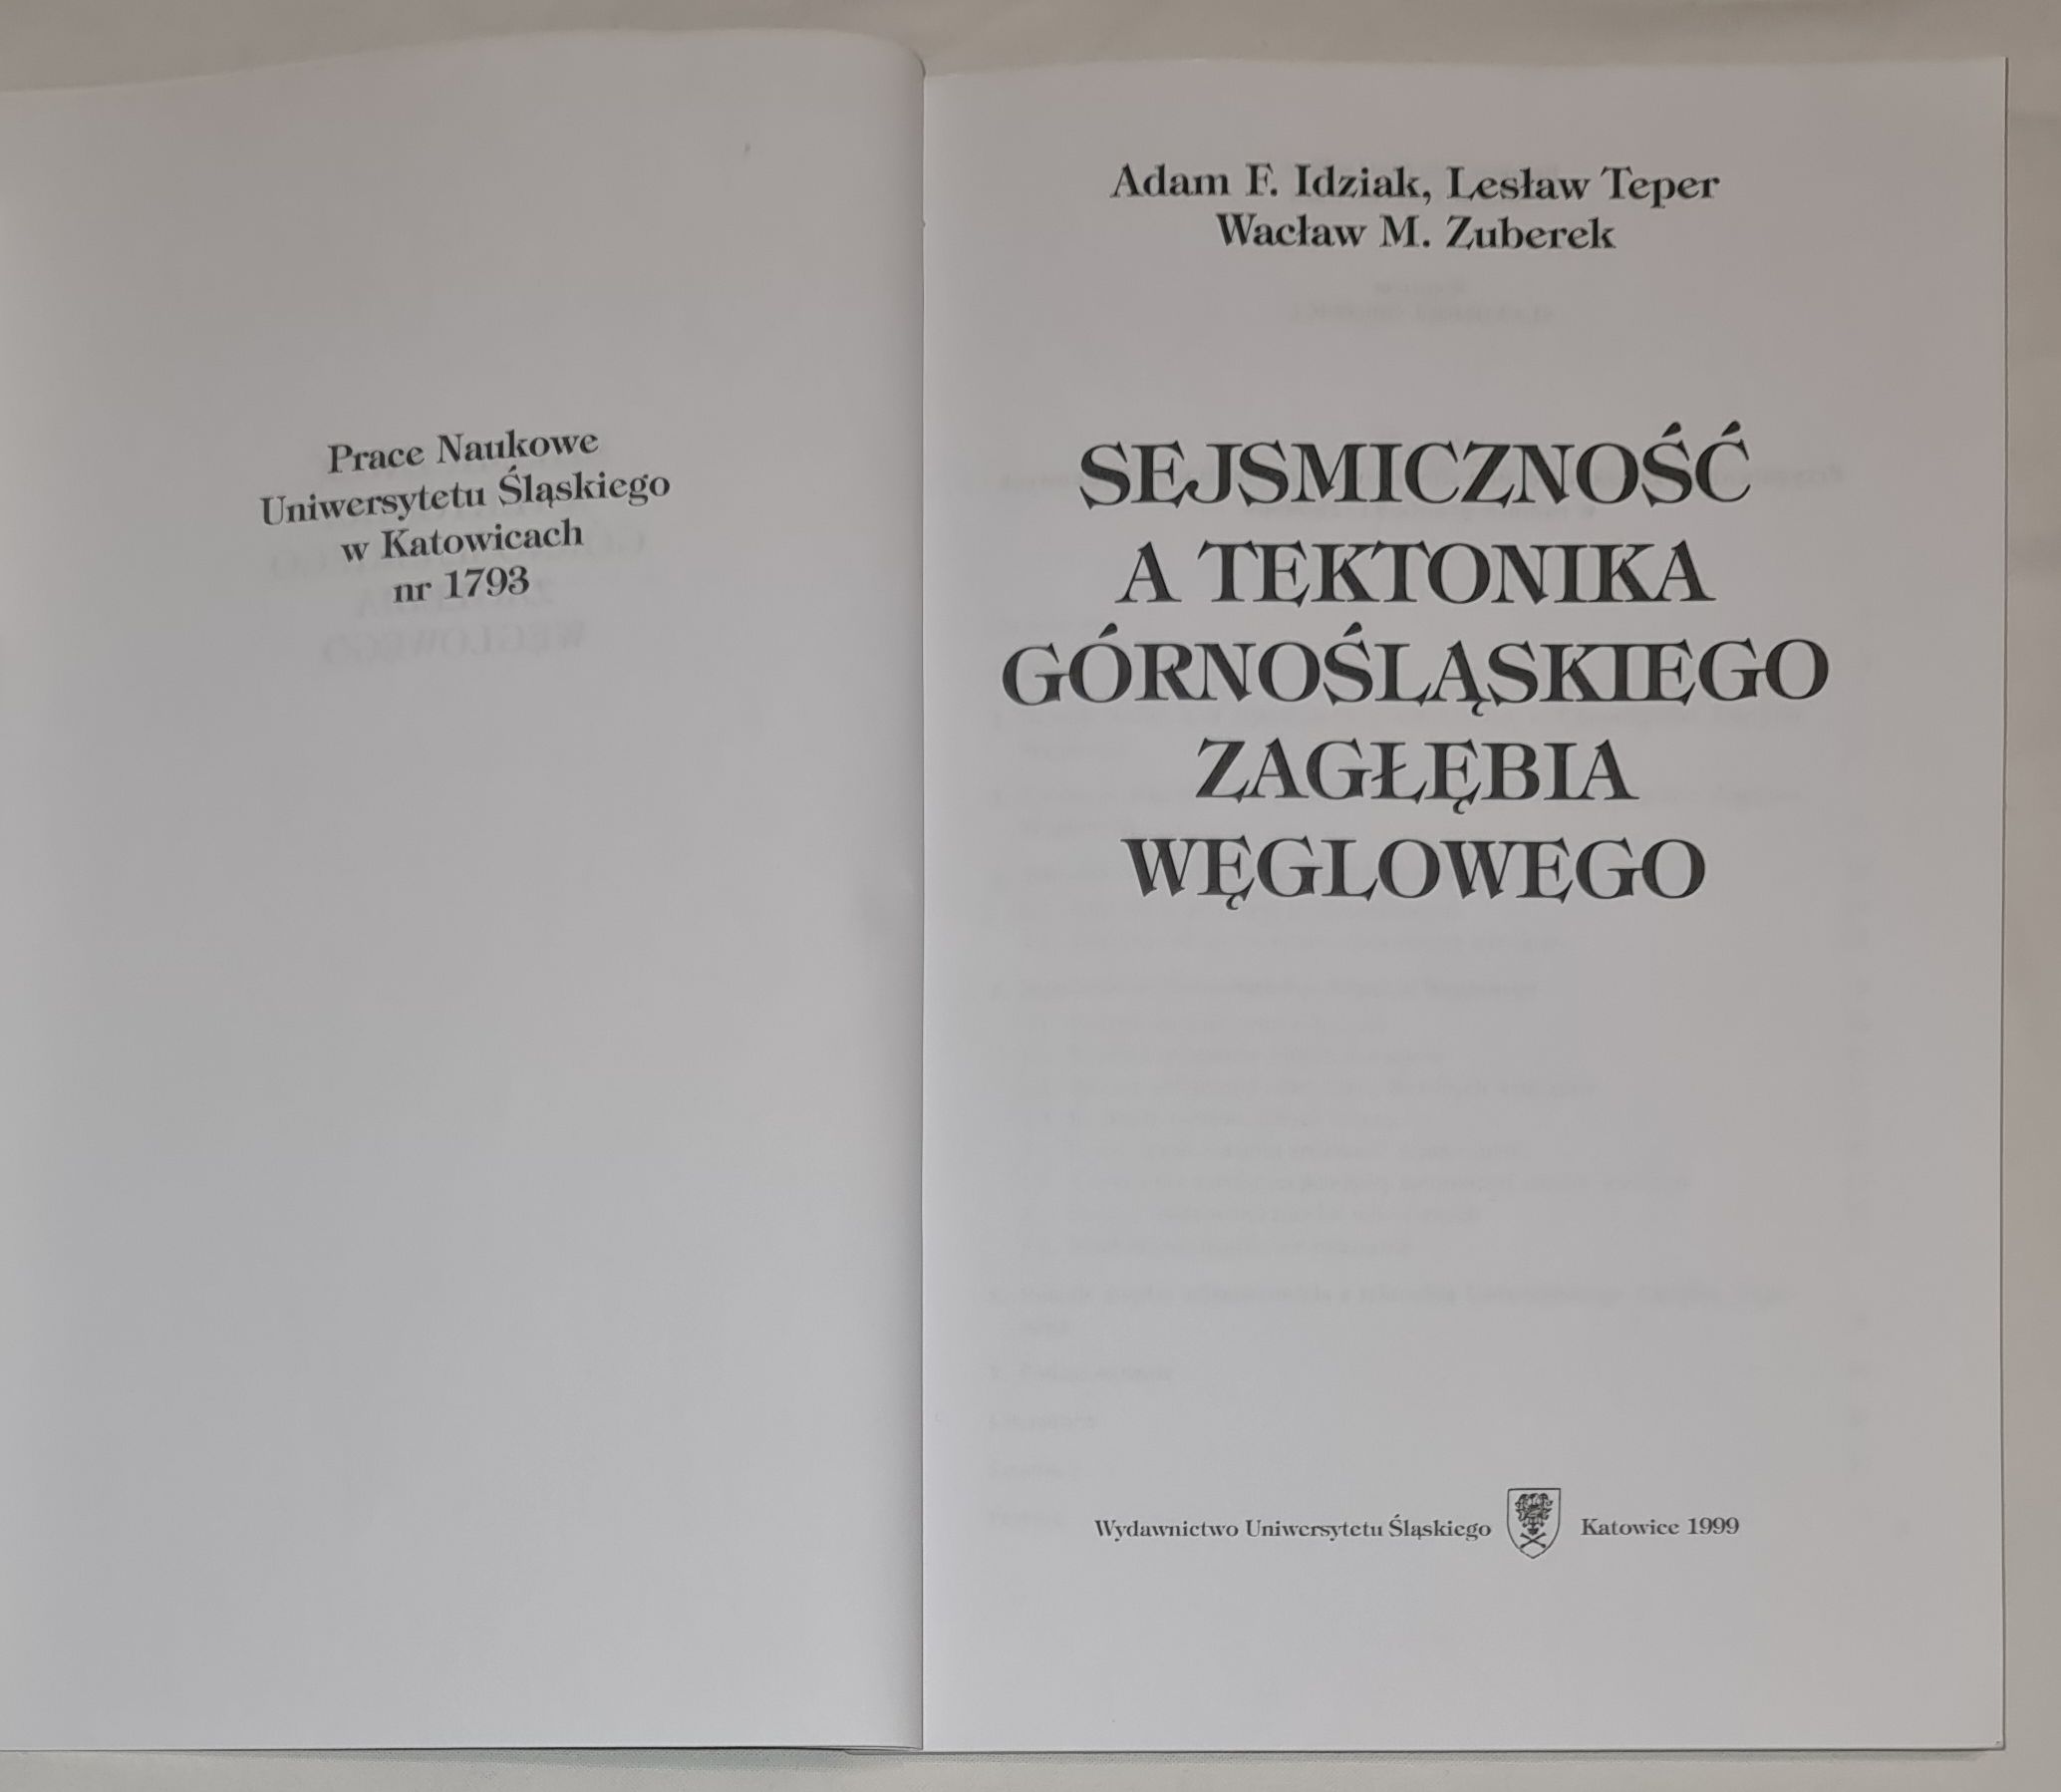 Prace Naukowe
Uniwersytetu Śląskiego
w Katowicach
nr 1793
Adam F. Idziak, Lesław Teper
Wacław M. Zuberek
SEJSMICZNOŚĆ
A TEKTONIKA
GÓRNOŚLĄSKIEGO
ZAGŁĘBIA
WĘGLOWEGO
Wydawnictwo Uniwersytetu Śląskiego Katowice 1999